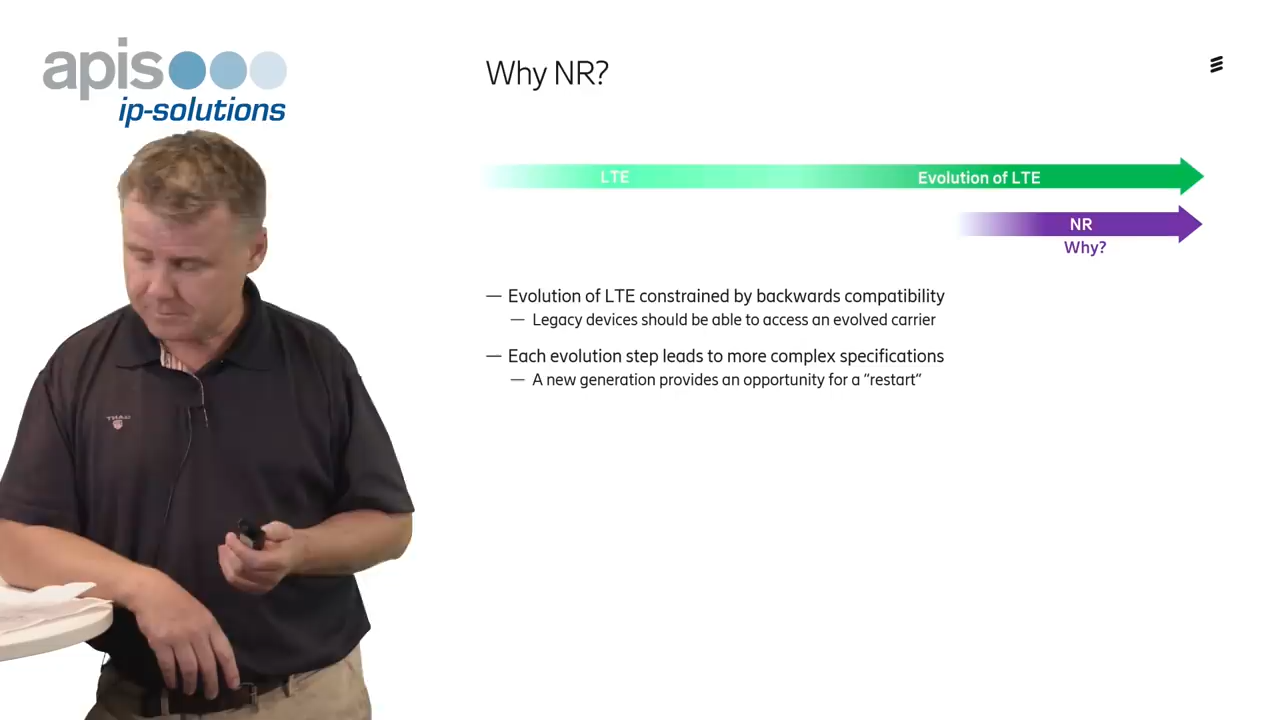 apis
ip-solutions
Why NR?
LTE
Evolution of LTE
NR
Why?
— Evolution of LTE constrained by backwards compatibility
— Legacy devices should be able to access an evolved carrier
— Each evolution step leads to more complex specifications
— A new generation provides an opportunity for a ”restart”
GANT